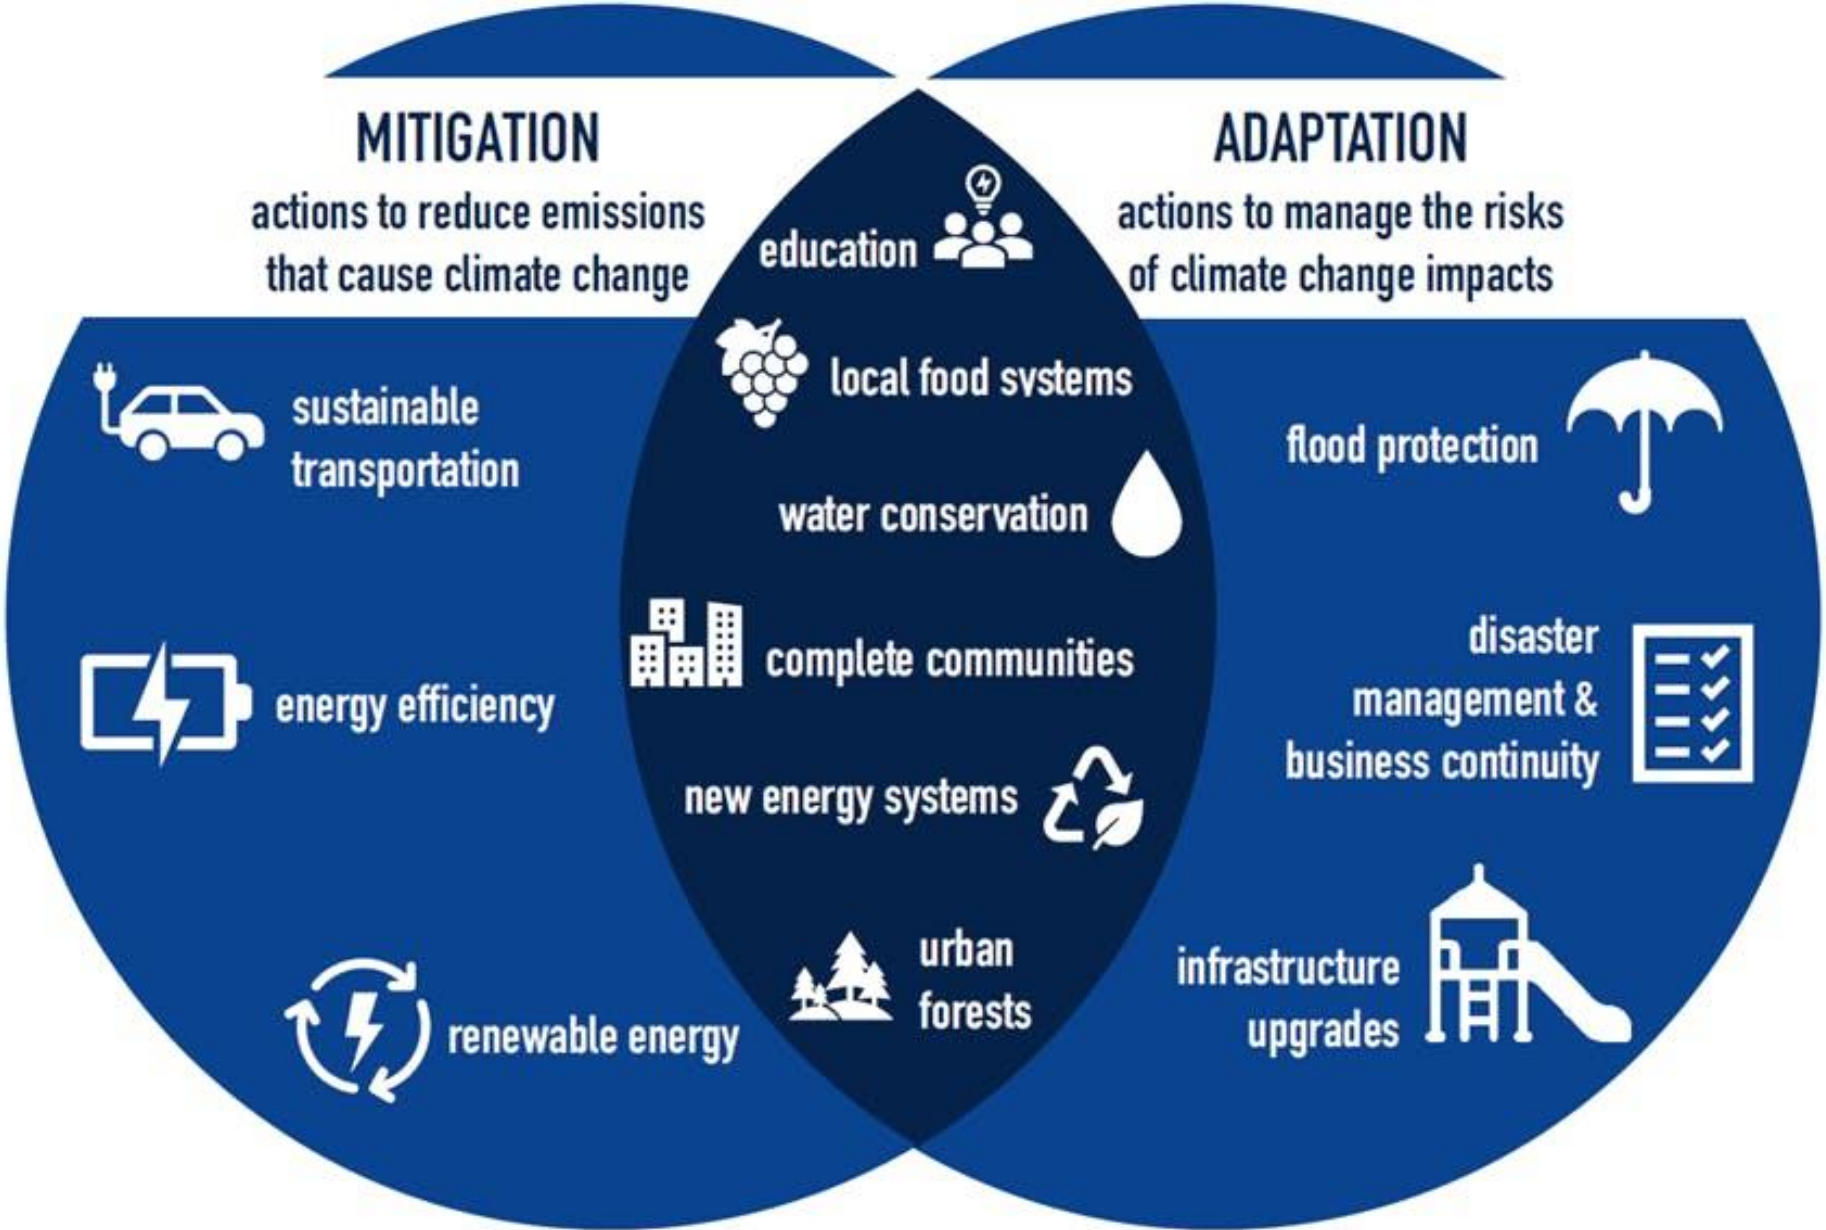 MITIGATION
actions to reduce emissions
that cause climate change
sustainable
transportation
energy efficiency
renewable energy
education
local food systems
water conservation
complete communities
new energy systems
urban
forests
ADAPTATION
actions to manage the risks
of climate change impacts
flood protection
disaster
management &
business continuity
infrastructure
upgrades